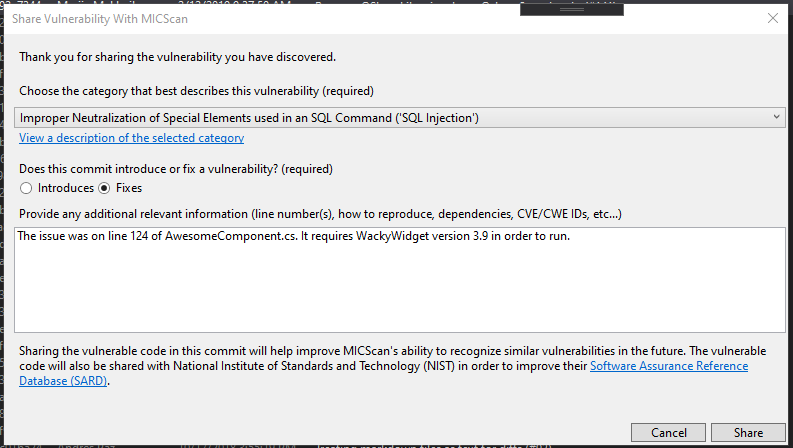 Share Vulnerability With MICScan
Thank you for sharing the vulnerability you have discovered.
Choose the category that best describes this vulnerability (required)
Improper Neutralization of Special Elements used in an SQL Command ('SQL Injection')
View a description of the selected category
Does this commit introduce or fix a vulnerability? (required)
Introduces Fixes
Provide any additional relevant information (line number(s), how to reproduce, dependencies, CVE/CWE IDs, etc...)
The issue was on line 124 of AwesomeComponent.cs. It requires WackyWidget version 3.9 in order to run.
Sharing the vulnerable code in this commit will help improve MICScan's ability to recognize similar vulnerabilities in the future. The vulnerable
code will also be shared with National Institute of Standards and Technology (NIST) in order to improve their Software Assurance Reference
Database (SARD).
Cancel Share